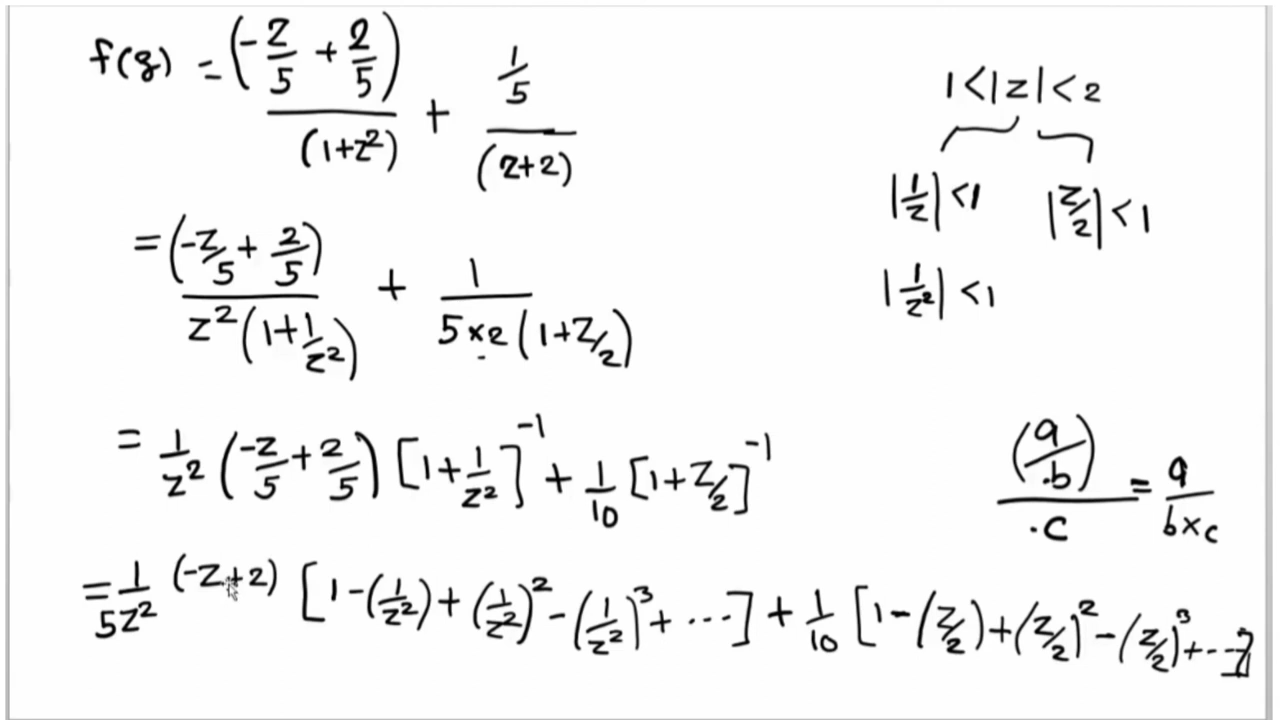 f(z) = (-z/5 + 2/5)/(1+z²) + (1/5)/(z+2)
1 < |z| < 2
|1/z| < 1
|z/2| < 1
|1/z²| < 1
= (-z/5 + 2/5)/(z²(1+1/z²)) + 1/(5×2(1+z/2))
= 1/z² (-z/5 + 2/5) [1+1/z²]⁻¹ + 1/10 [1+z/2]⁻¹
(a/b)/c = a/(b×c)
= 1/5z² (-z+2) [1-(1/z²)+(1/z²)²-(1/z²)³+...] + 1/10 [1-(z/2)+(z/2)²-(z/2)³+...]